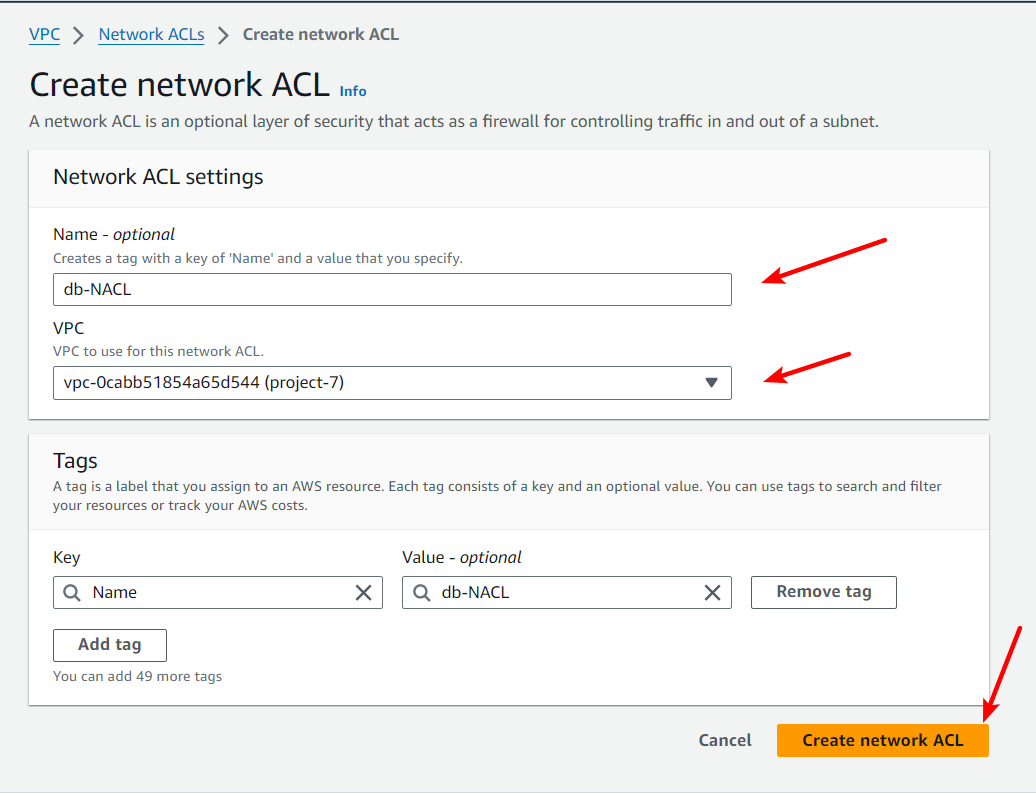 VPC > Network ACLs > Create network ACL
Create network ACL Info
A network ACL is an optional layer of security that acts as a firewall for controlling traffic in and out of a subnet.
Network ACL settings
Name - optional
Creates a tag with a key of 'Name' and a value that you specify.
db-NACL
VPC
VPC to use for this network ACL.
vpc-0cabb51854a65d544 (project-7)
Tags
A tag is a label that you assign to an AWS resource. Each tag consists of a key and an optional value. You can use tags to search and filter
your resources or track your AWS costs.
Key Value - optional
Name db-NACL Remove tag
Add tag
You can add 49 more tags
Cancel Create network ACL